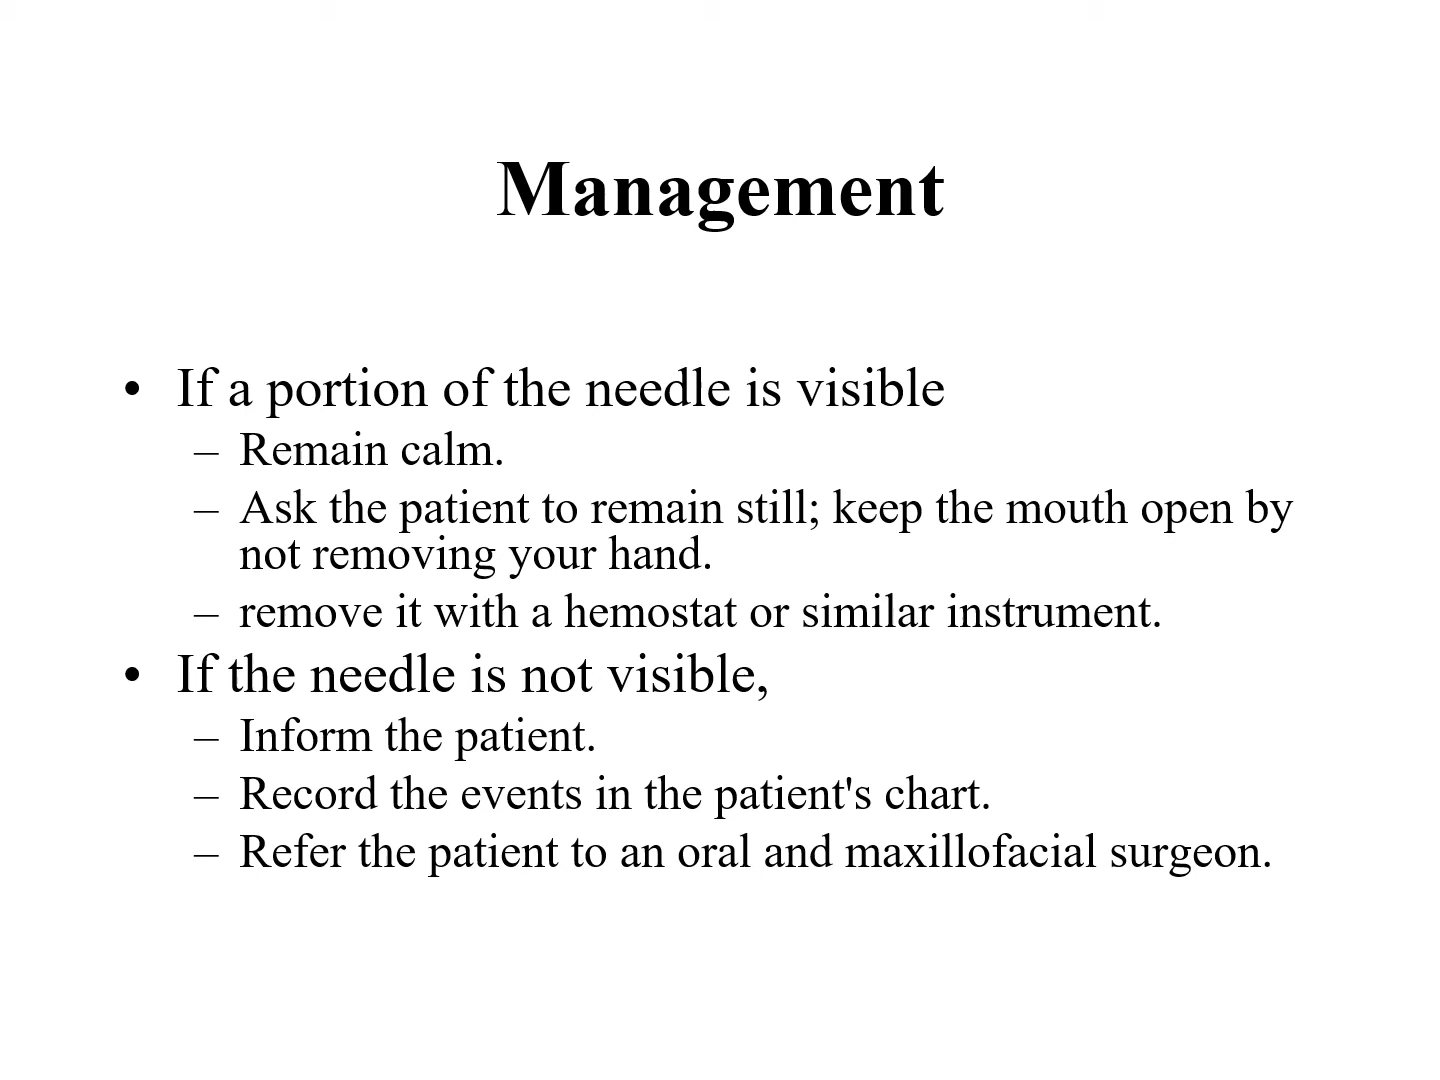 Management
• If a portion of the needle is visible
– Remain calm.
– Ask the patient to remain still; keep the mouth open by
not removing your hand.
– remove it with a hemostat or similar instrument.
• If the needle is not visible,
– Inform the patient.
– Record the events in the patient's chart.
– Refer the patient to an oral and maxillofacial surgeon.